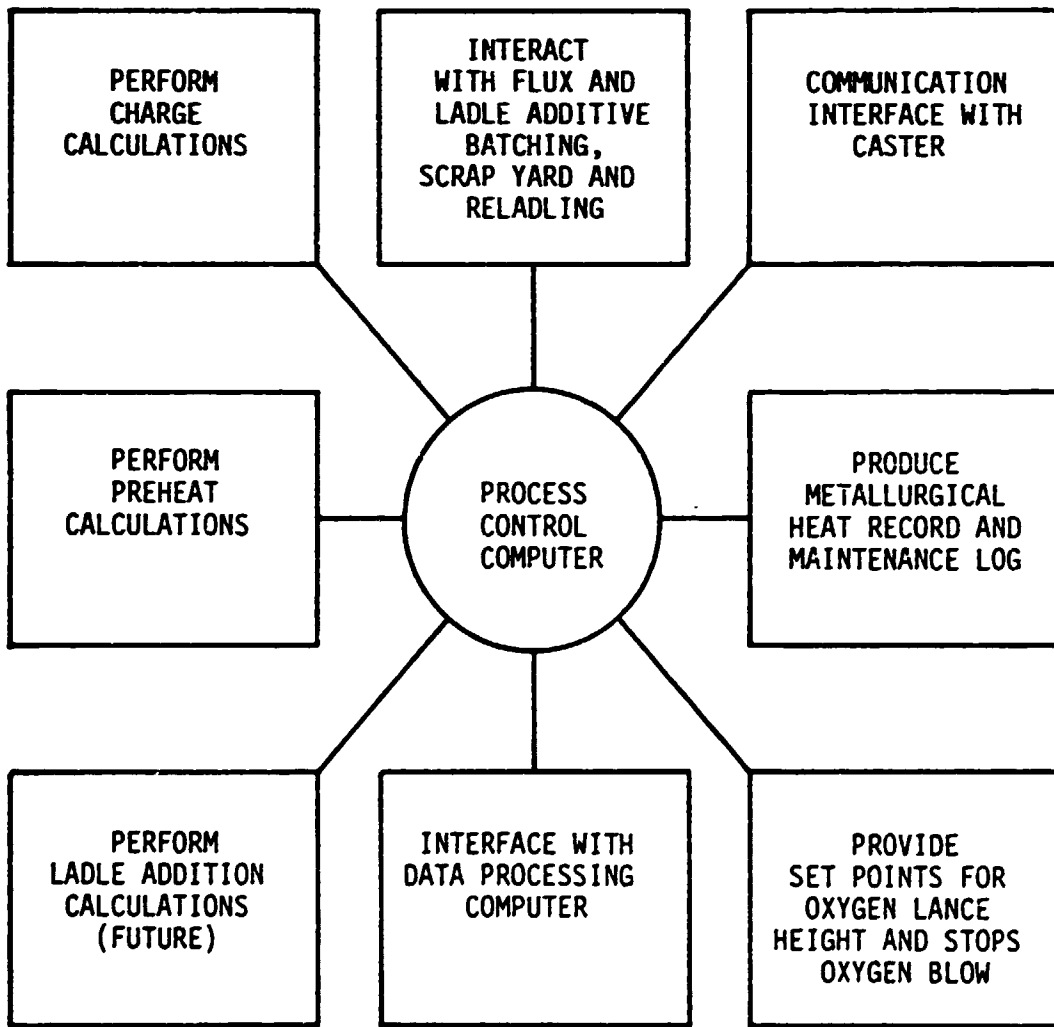 PERFORM
CHARGE
CALCULATIONS
INTERACT
WITH FLUX AND
LADLE ADDITIVE
BATCHING,
SCRAP YARD AND
RELADLING
COMMUNICATION
INTERFACE WITH
CASTER
PERFORM
PREHEAT
CALCULATIONS
PROCESS
CONTROL
COMPUTER
PRODUCE
METALLURGICAL
HEAT RECORD AND
MAINTENANCE LOG
PERFORM
LADLE ADDITION
CALCULATIONS
(FUTURE)
INTERFACE WITH
DATA PROCESSING
COMPUTER
PROVIDE
SET POINTS FOR
OXYGEN LANCE
HEIGHT AND STOPS
OXYGEN BLOW